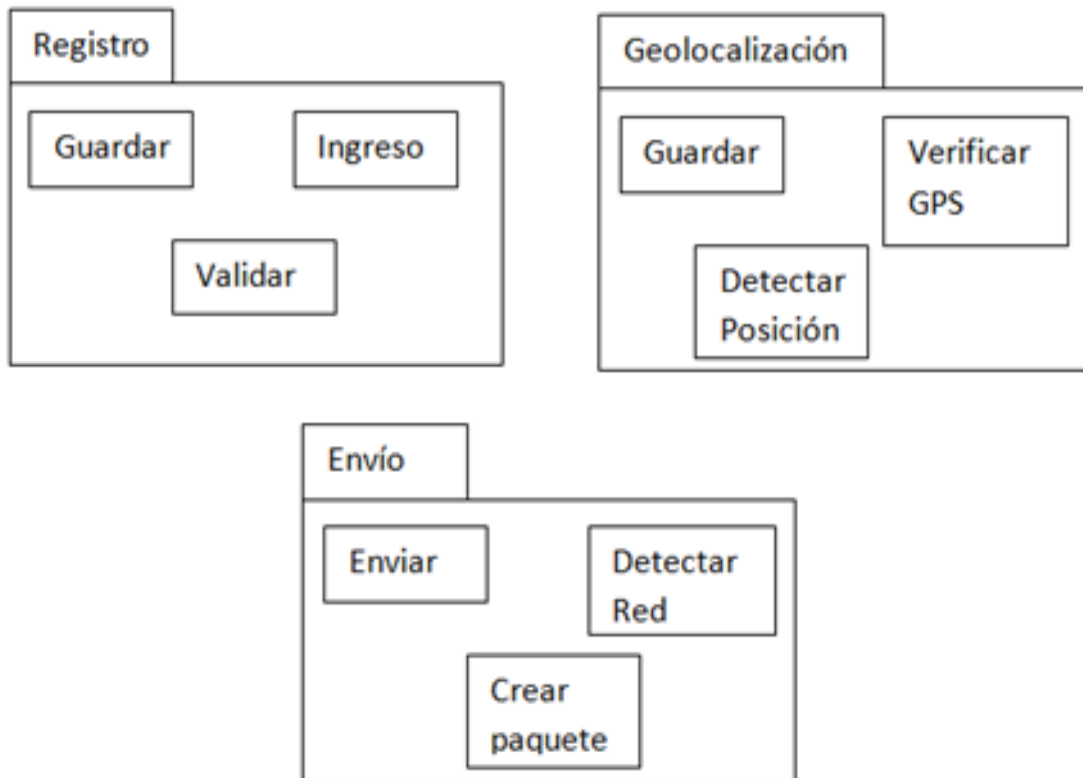 Registro
Guardar
Ingreso
Validar
Geolocalización
Guardar
Verificar
GPS
Detectar
Posición
Envío
Enviar
Detectar
Red
Crear
paquete